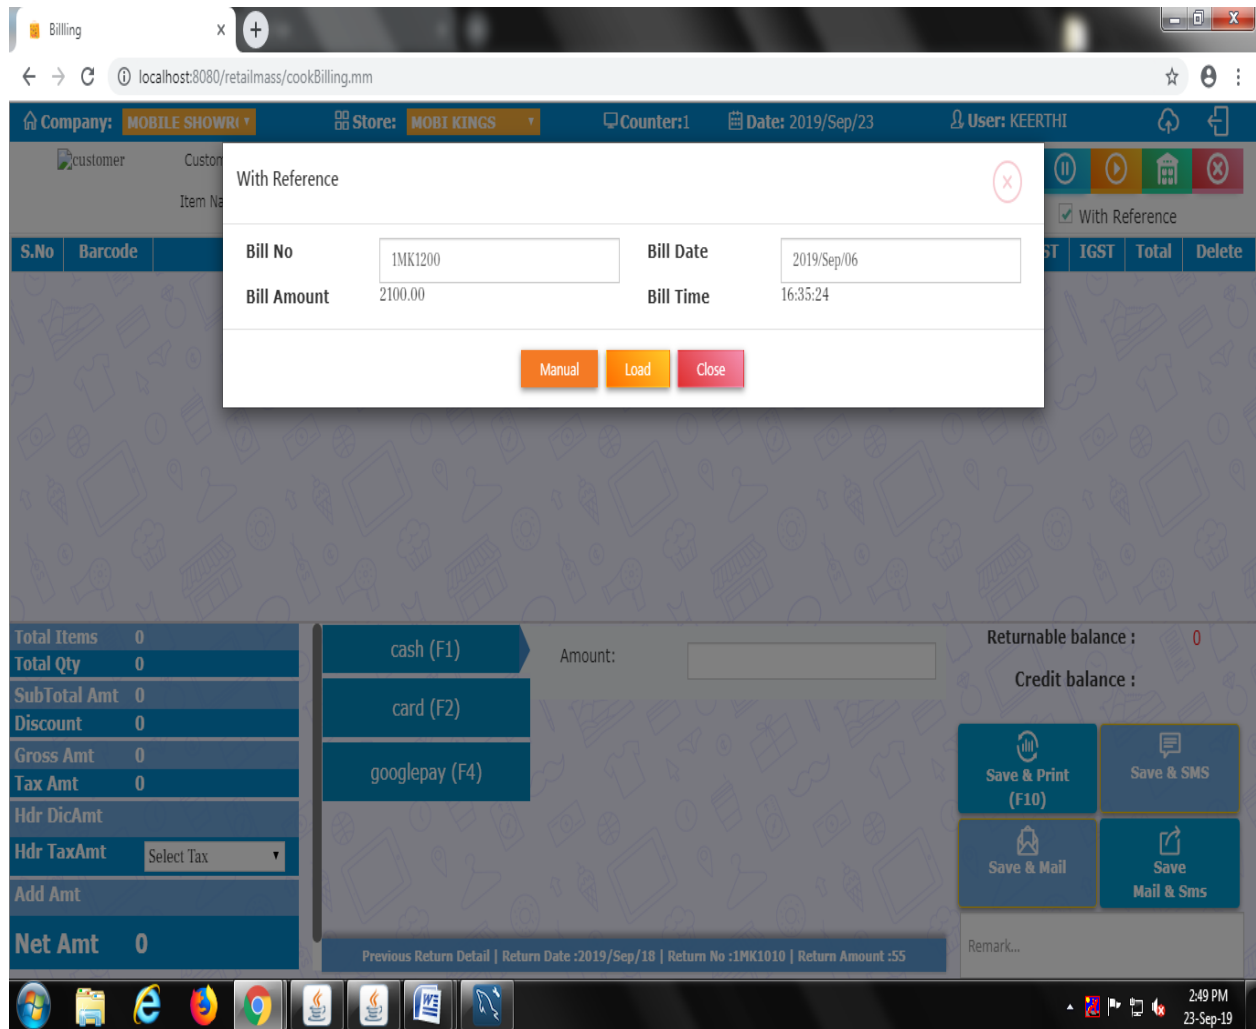 Billling
localhost:8080/retailmass/cookBilling.mm
Company: MOBILE SHOWR Store: MOBI KINGS Counter:1 Date: 2019/Sep/23 User: KEERTHI
customer Custom
Item Na
With Reference
With Reference
S.No Barcode ST IGST Total Delete
Bill No 1MK1200 Bill Date 2019/Sep/06
Bill Amount 2100.00 Bill Time 16:35:24
Manual Load Close
Total Items 0
Total Qty 0
SubTotal Amt 0
Discount 0
Gross Amt 0
Tax Amt 0
Hdr DicAmt
Hdr TaxAmt Select Tax
Add Amt
Net Amt 0
cash (F1)
card (F2)
googlepay (F4)
Amount:
Returnable balance : 0
Credit balance :
Save & Print
(F10)
Save & SMS
Save & Mail
Save
Mail & Sms
Remark...
Previous Return Detail | Return Date :2019/Sep/18 | Return No :1MK1010 | Return Amount :55
2:49 PM
23-Sep-19